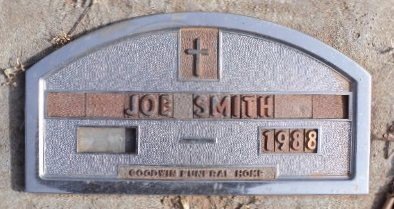 JOE SMITH
— 1988
GOODWIN FUNERAL HOME